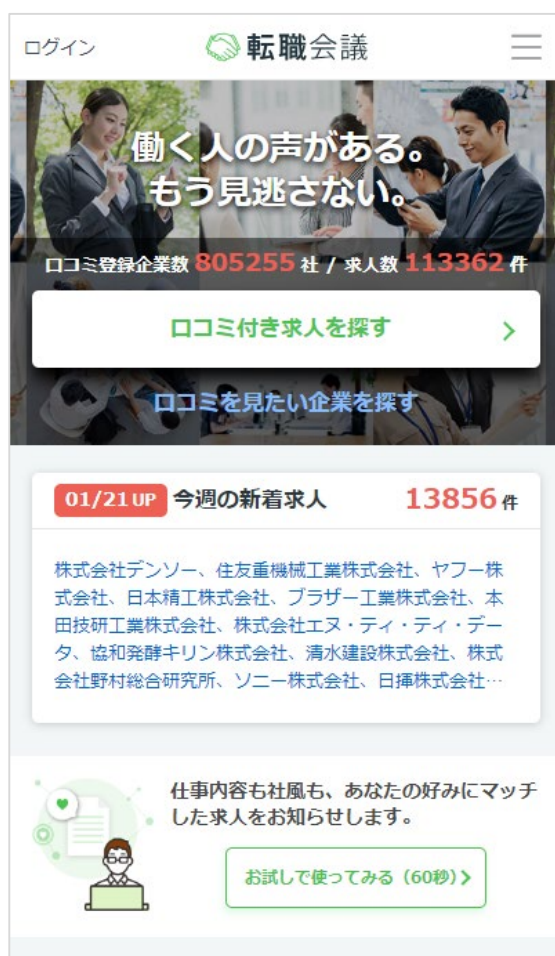 ログイン
転職会議
働く人の声がある。
もう見逃さない。
口コミ登録企業数 805255 社 / 求人数 113362 件
口コミ付き求人を探す
口コミを見たい企業を探す
01/21 UP 今週の新着求人 13856 件
株式会社デンソー、住友重機械工業株式会社、ヤフー株
式会社、日本精工株式会社、ブラザー工業株式会社、本
田技研工業株式会社、株式会社エヌ・ティ・ティ・デー
タ、協和発酵キリン株式会社、清水建設株式会社、株式
会社野村総合研究所、ソニー株式会社、日揮株式会社…
仕事内容も社風も、あなたの好みにマッチ
した求人をお知らせします。
お試しで使ってみる（60秒）